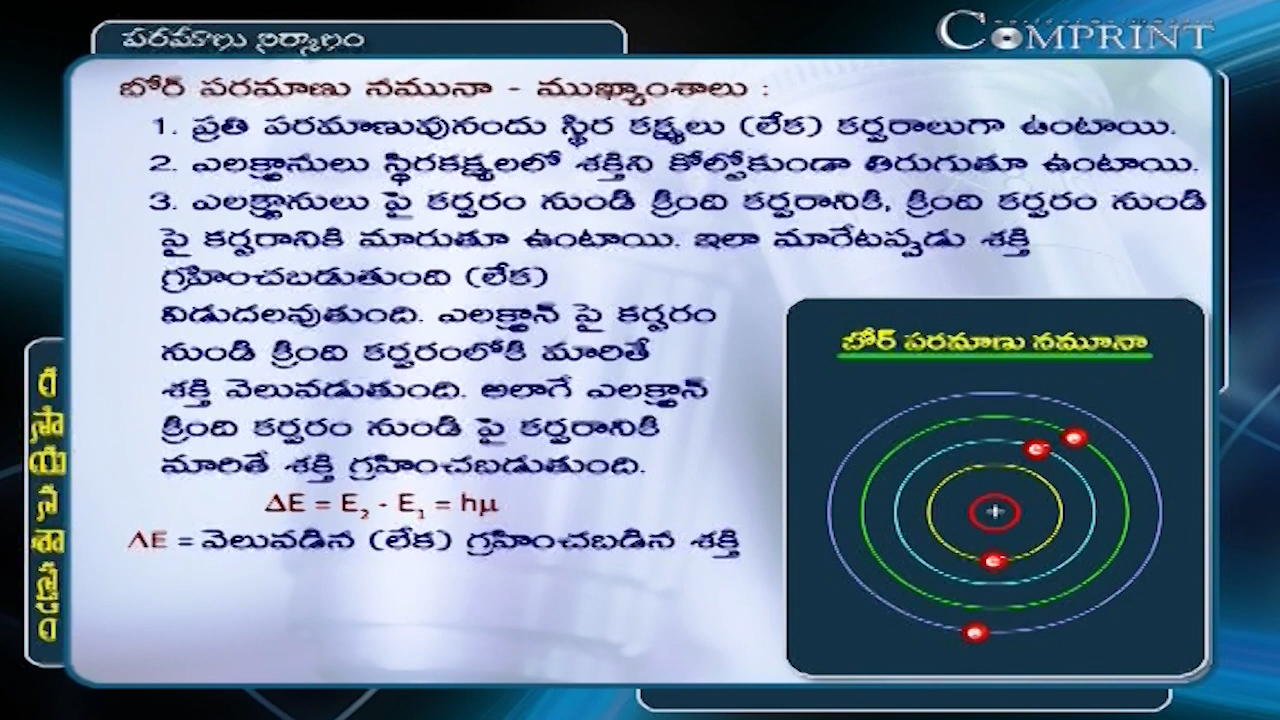 పరమాణు నిర్మాణం
COMPRINT
బోర్ పరమాణు నమునా - ముఖ్యాంశాలు :
1. ప్రతి పరమాణువునందు స్థిర కక్ష్యలు (లేక) కర్పరాలుగా ఉంటాయి.
2. ఎలక్ట్రానులు స్థిరకక్ష్యలలో శక్తిని కోల్పోకుండా తిరుగుతూ ఉంటాయి.
3. ఎలక్ట్రానులు పై కర్పరం నుండి క్రింది కర్పరానికి, క్రింది కర్పరం నుండి
పై కర్పరానికి మారుతూ ఉంటాయి. ఇలా మారేటప్పడు శక్తి
గ్రహించబడుతుంది (లేక)
విడుదలవుతుంది. ఎలక్ట్రాన్ పై కర్పరం
నుండి క్రింది కర్పరంలోకి మారితే
శక్తి వెలువడుతుంది. అలాగే ఎలక్ట్రాన్
క్రింది కర్పరం నుండి పై కర్పరానికి
మారితే శక్తి గ్రహించబడుతుంది.
ΔE = E₂ - E₁ = hμ
ΔE = వెలువడిన (లేక) గ్రహించబడిన శక్తి
బోర్ పరమాణు నమూనా
+
రసాయనశాస్త్రం